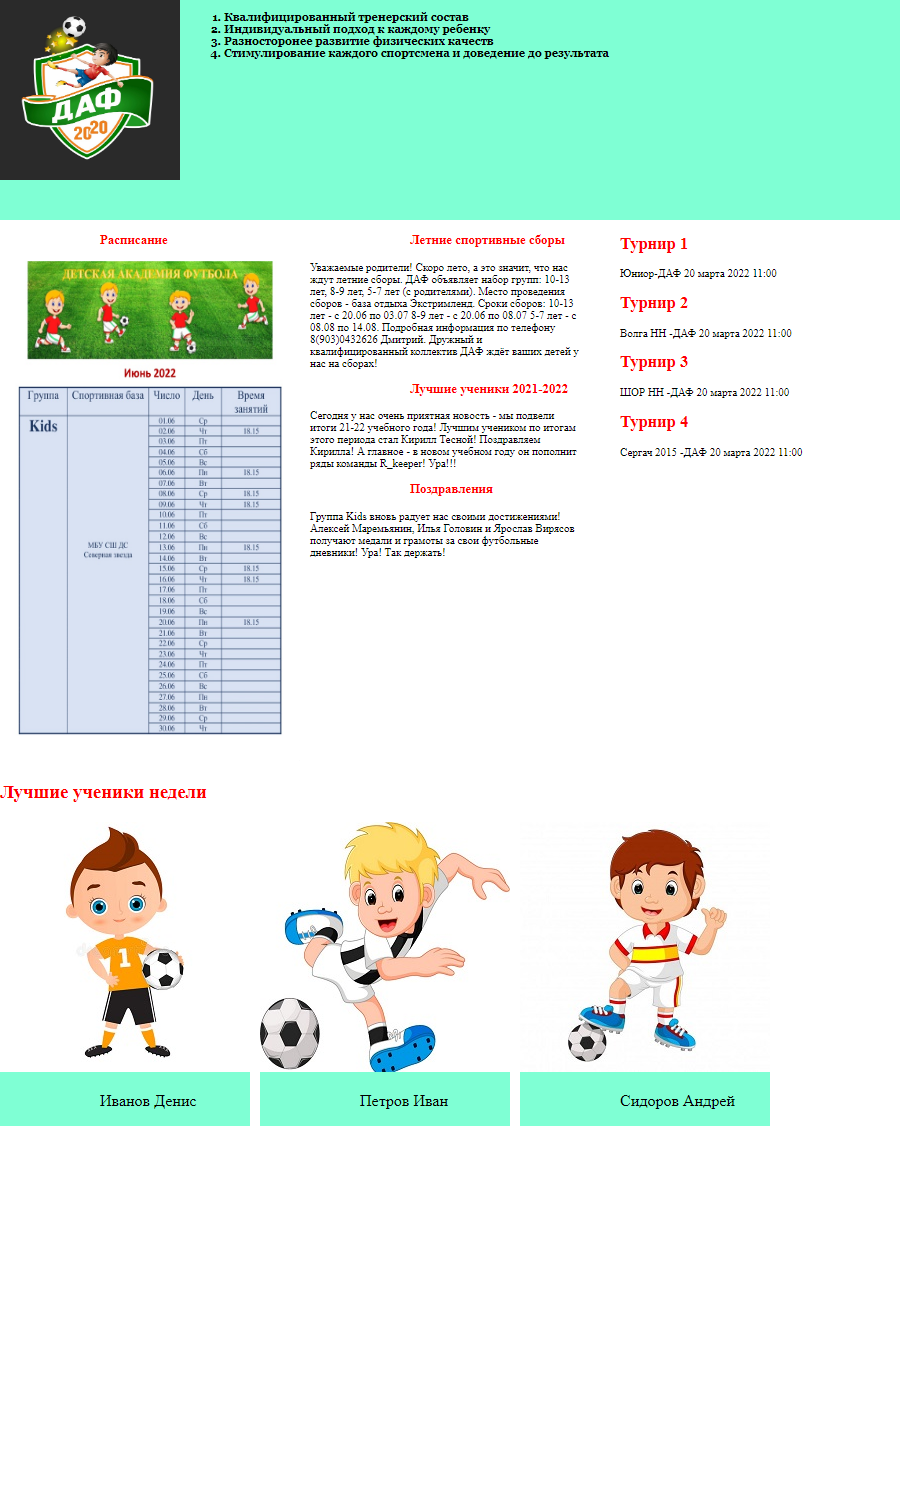 ДАФ
2020
1. Квалифицированный тренерский состав
2. Индивидуальный подход к каждому ребенку
3. Разносторонее развитие физических качеств
4. Стимулирование каждого спортсмена и доведение до результата
Расписание
ДЕТСКАЯ АКАДЕМИЯ ФУТБОЛА
Июнь 2022
Группа Спортивная база Число День Время занятий
Kids
МБУ СШ ДС
Северная звезда
01.06 Ср
02.06 Чт 18.15
03.06 Пт
04.06 Сб
05.06 Вс
06.06 Пн 18.15
07.06 Вт
08.06 Ср 18.15
09.06 Чт 18.15
10.06 Пт
11.06 Сб
12.06 Вс
13.06 Пн 18.15
14.06 Вт
15.06 Ср 18.15
16.06 Чт 18.15
17.06 Пт
18.06 Сб
19.06 Вс
20.06 Пн 18.15
21.06 Вт
22.06 Ср
23.06 Чт
24.06 Пт
25.06 Сб
26.06 Вс
27.06 Пн
28.06 Вт
29.06 Ср
30.06 Чт
Летние спортивные сборы
Уважаемые родители! Скоро лето, а это значит, что нас
ждут летние сборы. ДАФ объявляет набор групп: 10-13
лет, 8-9 лет, 5-7 лет (с родителями). Место проведения
сборов - база отдыха Экстримленд. Сроки сборов: 10-13
лет - с 20.06 по 03.07 8-9 лет - с 20.06 по 08.07 5-7 лет - с
08.08 по 14.08. Подробная информация по телефону
8(903)0432626 Дмитрий. Дружный и
квалифицированный коллектив ДАФ ждёт ваших детей у
нас на сборах!
Лучшие ученики 2021-2022
Сегодня у нас очень приятная новость - мы подвели
итоги 21-22 учебного года! Лучшим учеником по итогам
этого периода стал Кирилл Тесной! Поздравляем
Кирилла! А главное - в новом учебном году он пополнит
ряды команды R_keeper! Ура!!!
Поздравления
Группа Kids вновь радует нас своими достижениями!
Алексей Маремьянин, Илья Головин и Ярослав Вирясов
получают медали и грамоты за свои футбольные
дневники! Ура! Так держать!
Турнир 1
Юниор-ДАФ 20 марта 2022 11:00
Турнир 2
Волга НН -ДАФ 20 марта 2022 11:00
Турнир 3
ШОР НН -ДАФ 20 марта 2022 11:00
Турнир 4
Сергач 2015 -ДАФ 20 марта 2022 11:00
Лучшие ученики недели
1
Иванов Денис
Петров Иван
Сидоров Андрей